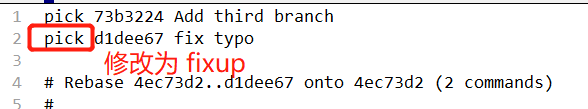 1 pick 73b3224 Add third branch
2 pick d1dee67 fix typo
3 修改为 fixup
4 # Rebase 4ec73d2..d1dee67 onto 4ec73d2 (2 commands)
5 #